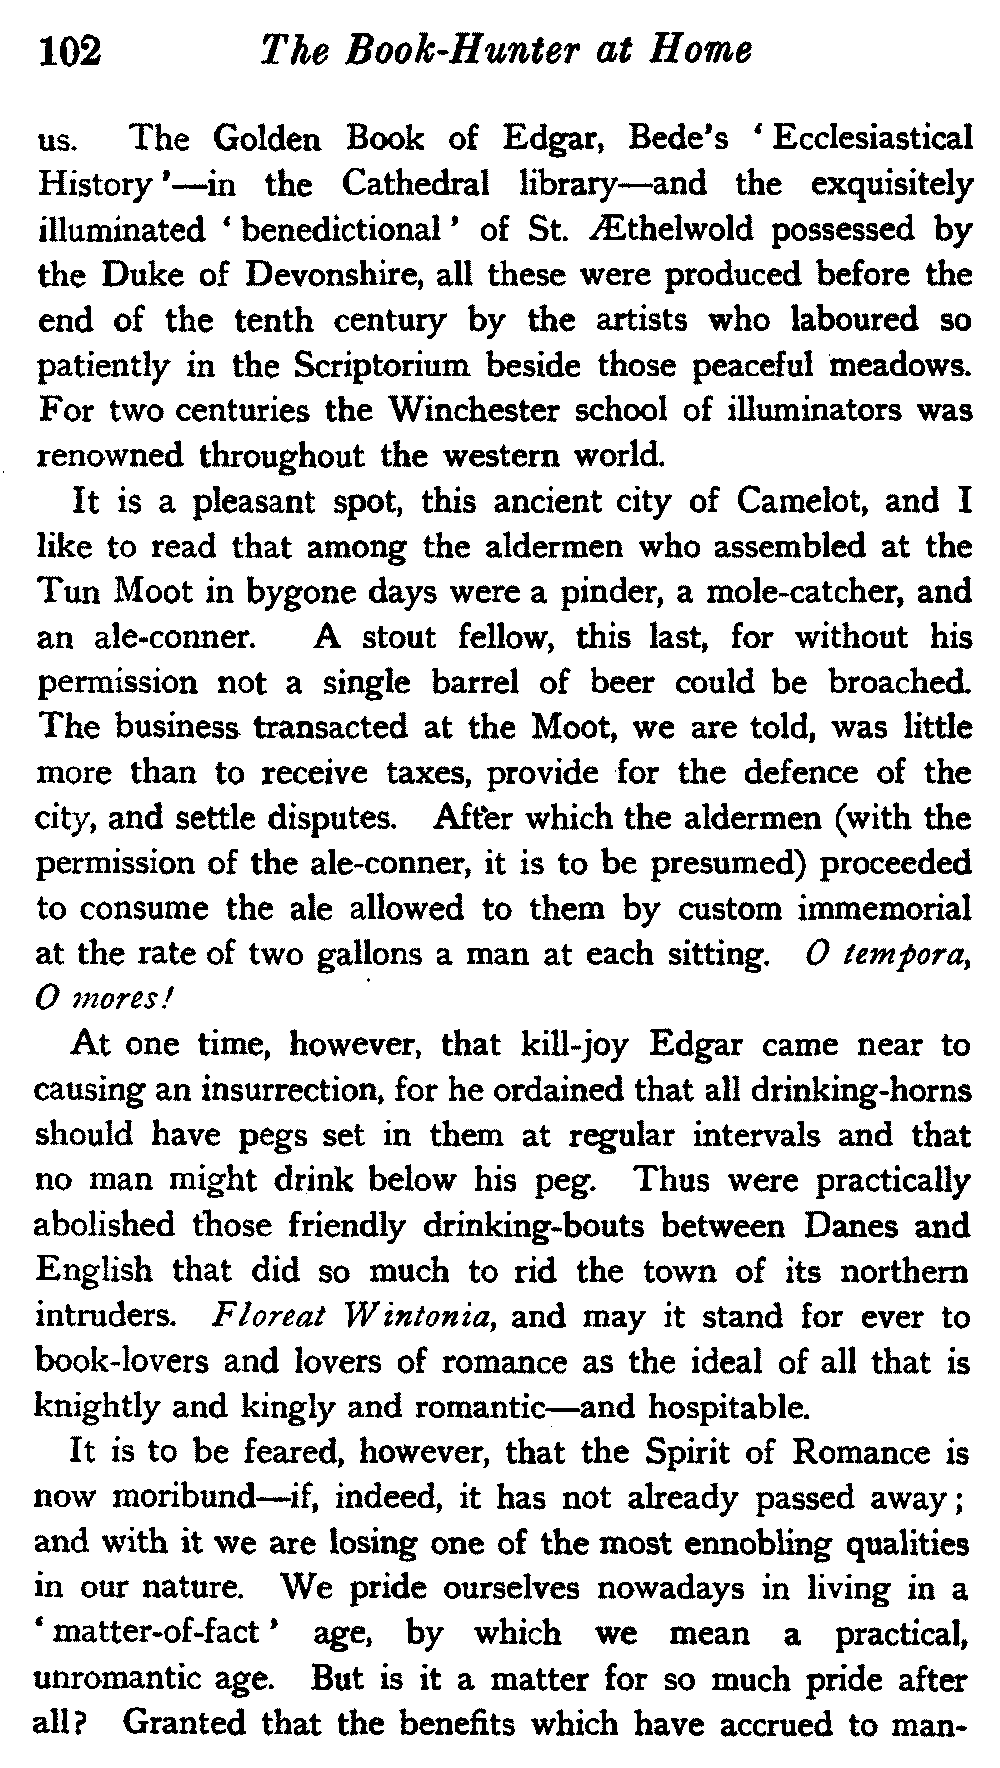 102 The Book-Hunter at Home
us. The Golden Book of Edgar, Bede's ‘Ecclesiastical
History’—in the Cathedral library—and the exquisitely
illuminated ‘benedictional’ of St. Æthelwold possessed by
the Duke of Devonshire, all these were produced before the
end of the tenth century by the artists who laboured so
patiently in the Scriptorium beside those peaceful meadows.
For two centuries the Winchester school of illuminators was
renowned throughout the western world.
It is a pleasant spot, this ancient city of Camelot, and I
like to read that among the aldermen who assembled at the
Tun Moot in bygone days were a pinder, a mole-catcher, and
an ale-conner. A stout fellow, this last, for without his
permission not a single barrel of beer could be broached.
The business transacted at the Moot, we are told, was little
more than to receive taxes, provide for the defence of the
city, and settle disputes. After which the aldermen (with the
permission of the ale-conner, it is to be presumed) proceeded
to consume the ale allowed to them by custom immemorial
at the rate of two gallons a man at each sitting. O tempora,
O mores!
At one time, however, that kill-joy Edgar came near to
causing an insurrection, for he ordained that all drinking-horns
should have pegs set in them at regular intervals and that
no man might drink below his peg. Thus were practically
abolished those friendly drinking-bouts between Danes and
English that did so much to rid the town of its northern
intruders. Floreat Wintonia, and may it stand for ever to
book-lovers and lovers of romance as the ideal of all that is
knightly and kingly and romantic—and hospitable.
It is to be feared, however, that the Spirit of Romance is
now moribund—if, indeed, it has not already passed away;
and with it we are losing one of the most ennobling qualities
in our nature. We pride ourselves nowadays in living in a
‘matter-of-fact’ age, by which we mean a practical,
unromantic age. But is it a matter for so much pride after
all? Granted that the benefits which have accrued to man-